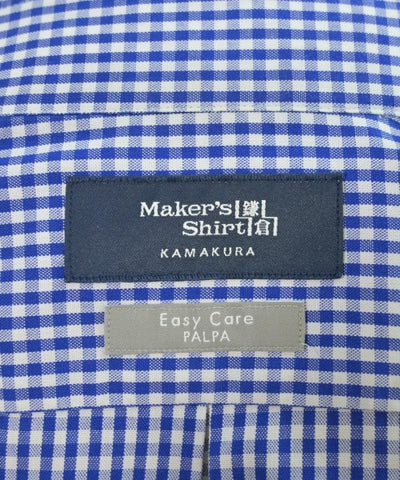 Maker's 鎌
Shirt 倉
KAMAKURA
Easy Care
PALPA